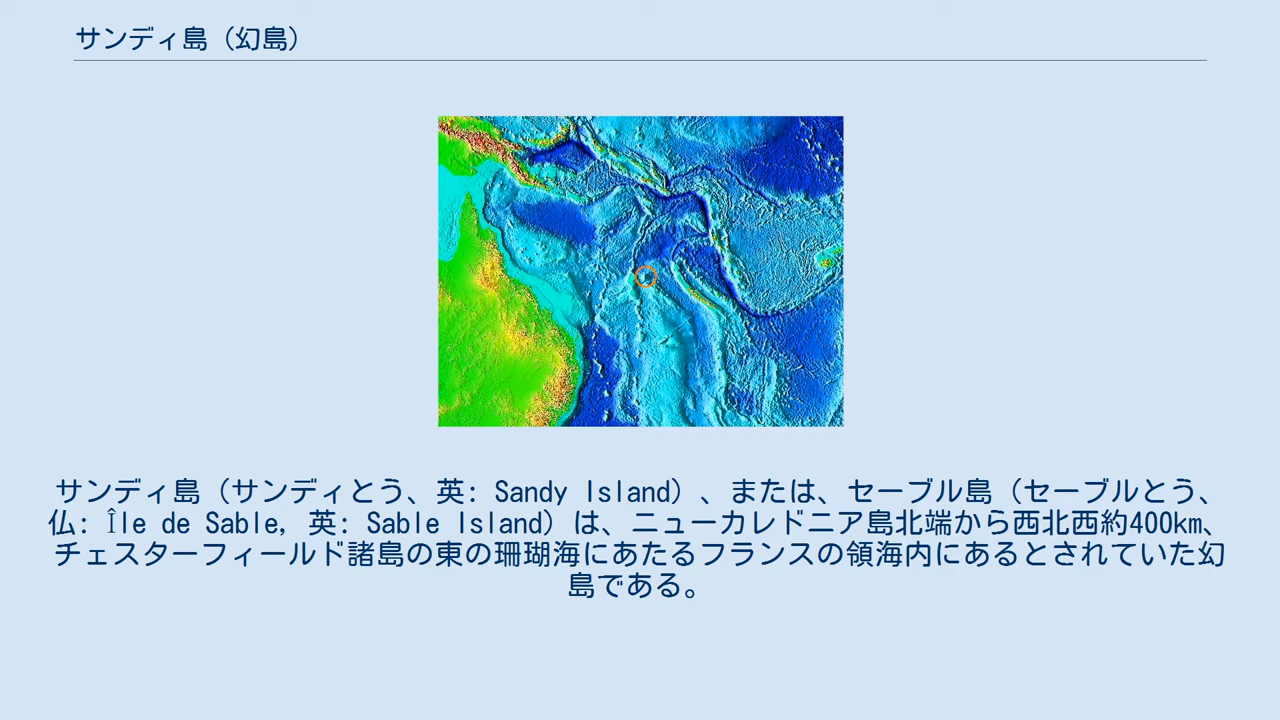 サンディ島（幻島）
サンディ島（サンディとう、英: Sandy Island）、または、セーブル島（セーブルとう、
仏: Île de Sable, 英: Sable Island）は、ニューカレドニア島北端から西北西約400km、
チェスターフィールド諸島の東の珊瑚海にあたるフランスの領海内にあるとされていた幻
島である。